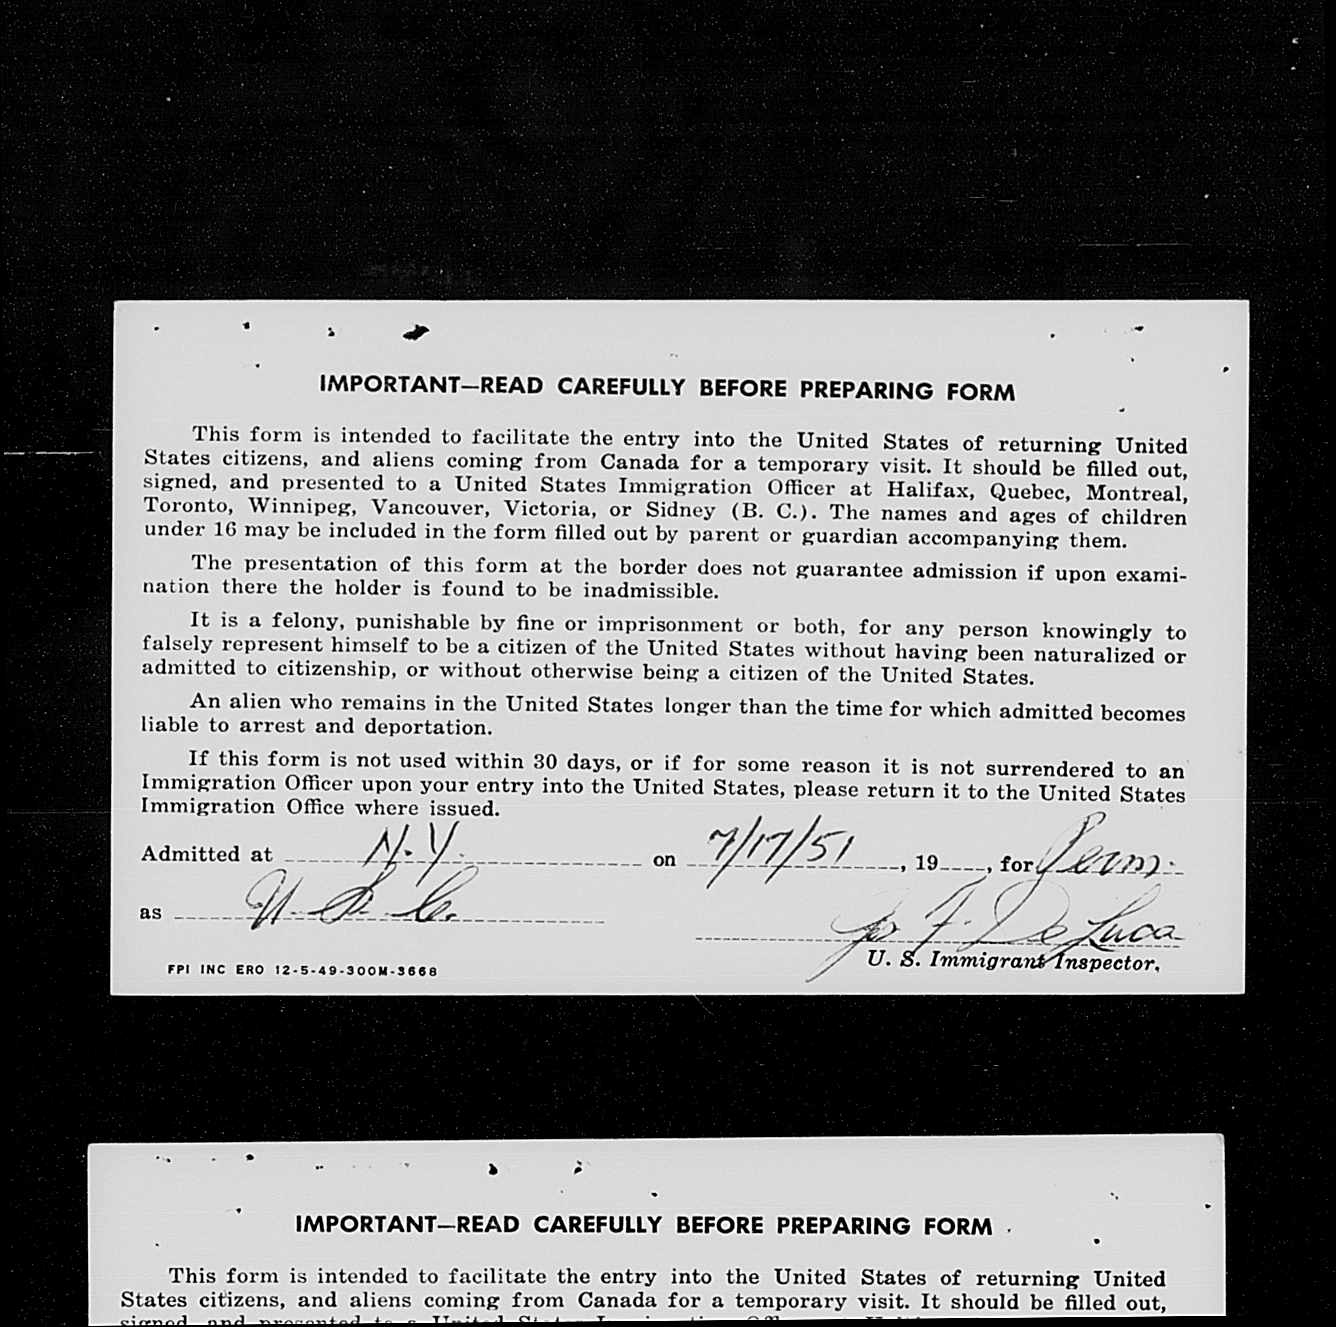 IMPORTANT—READ CAREFULLY BEFORE PREPARING FORM
This form is intended to facilitate the entry into the United States of returning United
States citizens, and aliens coming from Canada for a temporary visit. It should be filled out,
signed, and presented to a United States Immigration Officer at Halifax, Quebec, Montreal,
Toronto, Winnipeg, Vancouver, Victoria, or Sidney (B. C.). The names and ages of children
under 16 may be included in the form filled out by parent or guardian accompanying them.
The presentation of this form at the border does not guarantee admission if upon exami-
nation there the holder is found to be inadmissible.
It is a felony, punishable by fine or imprisonment or both, for any person knowingly to
falsely represent himself to be a citizen of the United States without having been naturalized or
admitted to citizenship, or without otherwise being a citizen of the United States.
An alien who remains in the United States longer than the time for which admitted becomes
liable to arrest and deportation.
If this form is not used within 30 days, or if for some reason it is not surrendered to an
Immigration Officer upon your entry into the United States, please return it to the United States
Immigration Office where issued.
Admitted at N.Y. on 7/17/51, 19, for Perm.
as U.S.C. F. De Luca
U. S. Immigrant Inspector.
FPI INC ERO 12-5-49-300M-3668
IMPORTANT—READ CAREFULLY BEFORE PREPARING FORM
This form is intended to facilitate the entry into the United States of returning United
States citizens, and aliens coming from Canada for a temporary visit. It should be filled out,
signed, and presented to a United